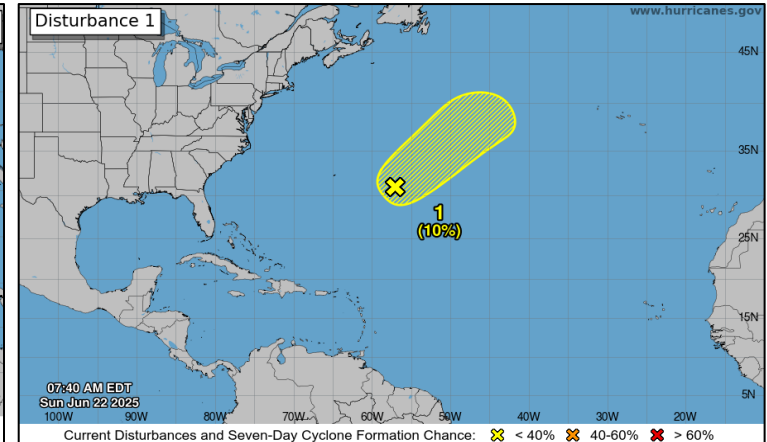 Disturbance 1
www.hurricanes.gov
45N
35N
1
(10%)
25N
15N
07:40 AM EDT
Sun Jun 22 2025
5N
100W 90W 80W 70W 60W 50W 40W 30W 20W
Current Disturbances and Seven-Day Cyclone Formation Chance: < 40% 40-60% > 60%